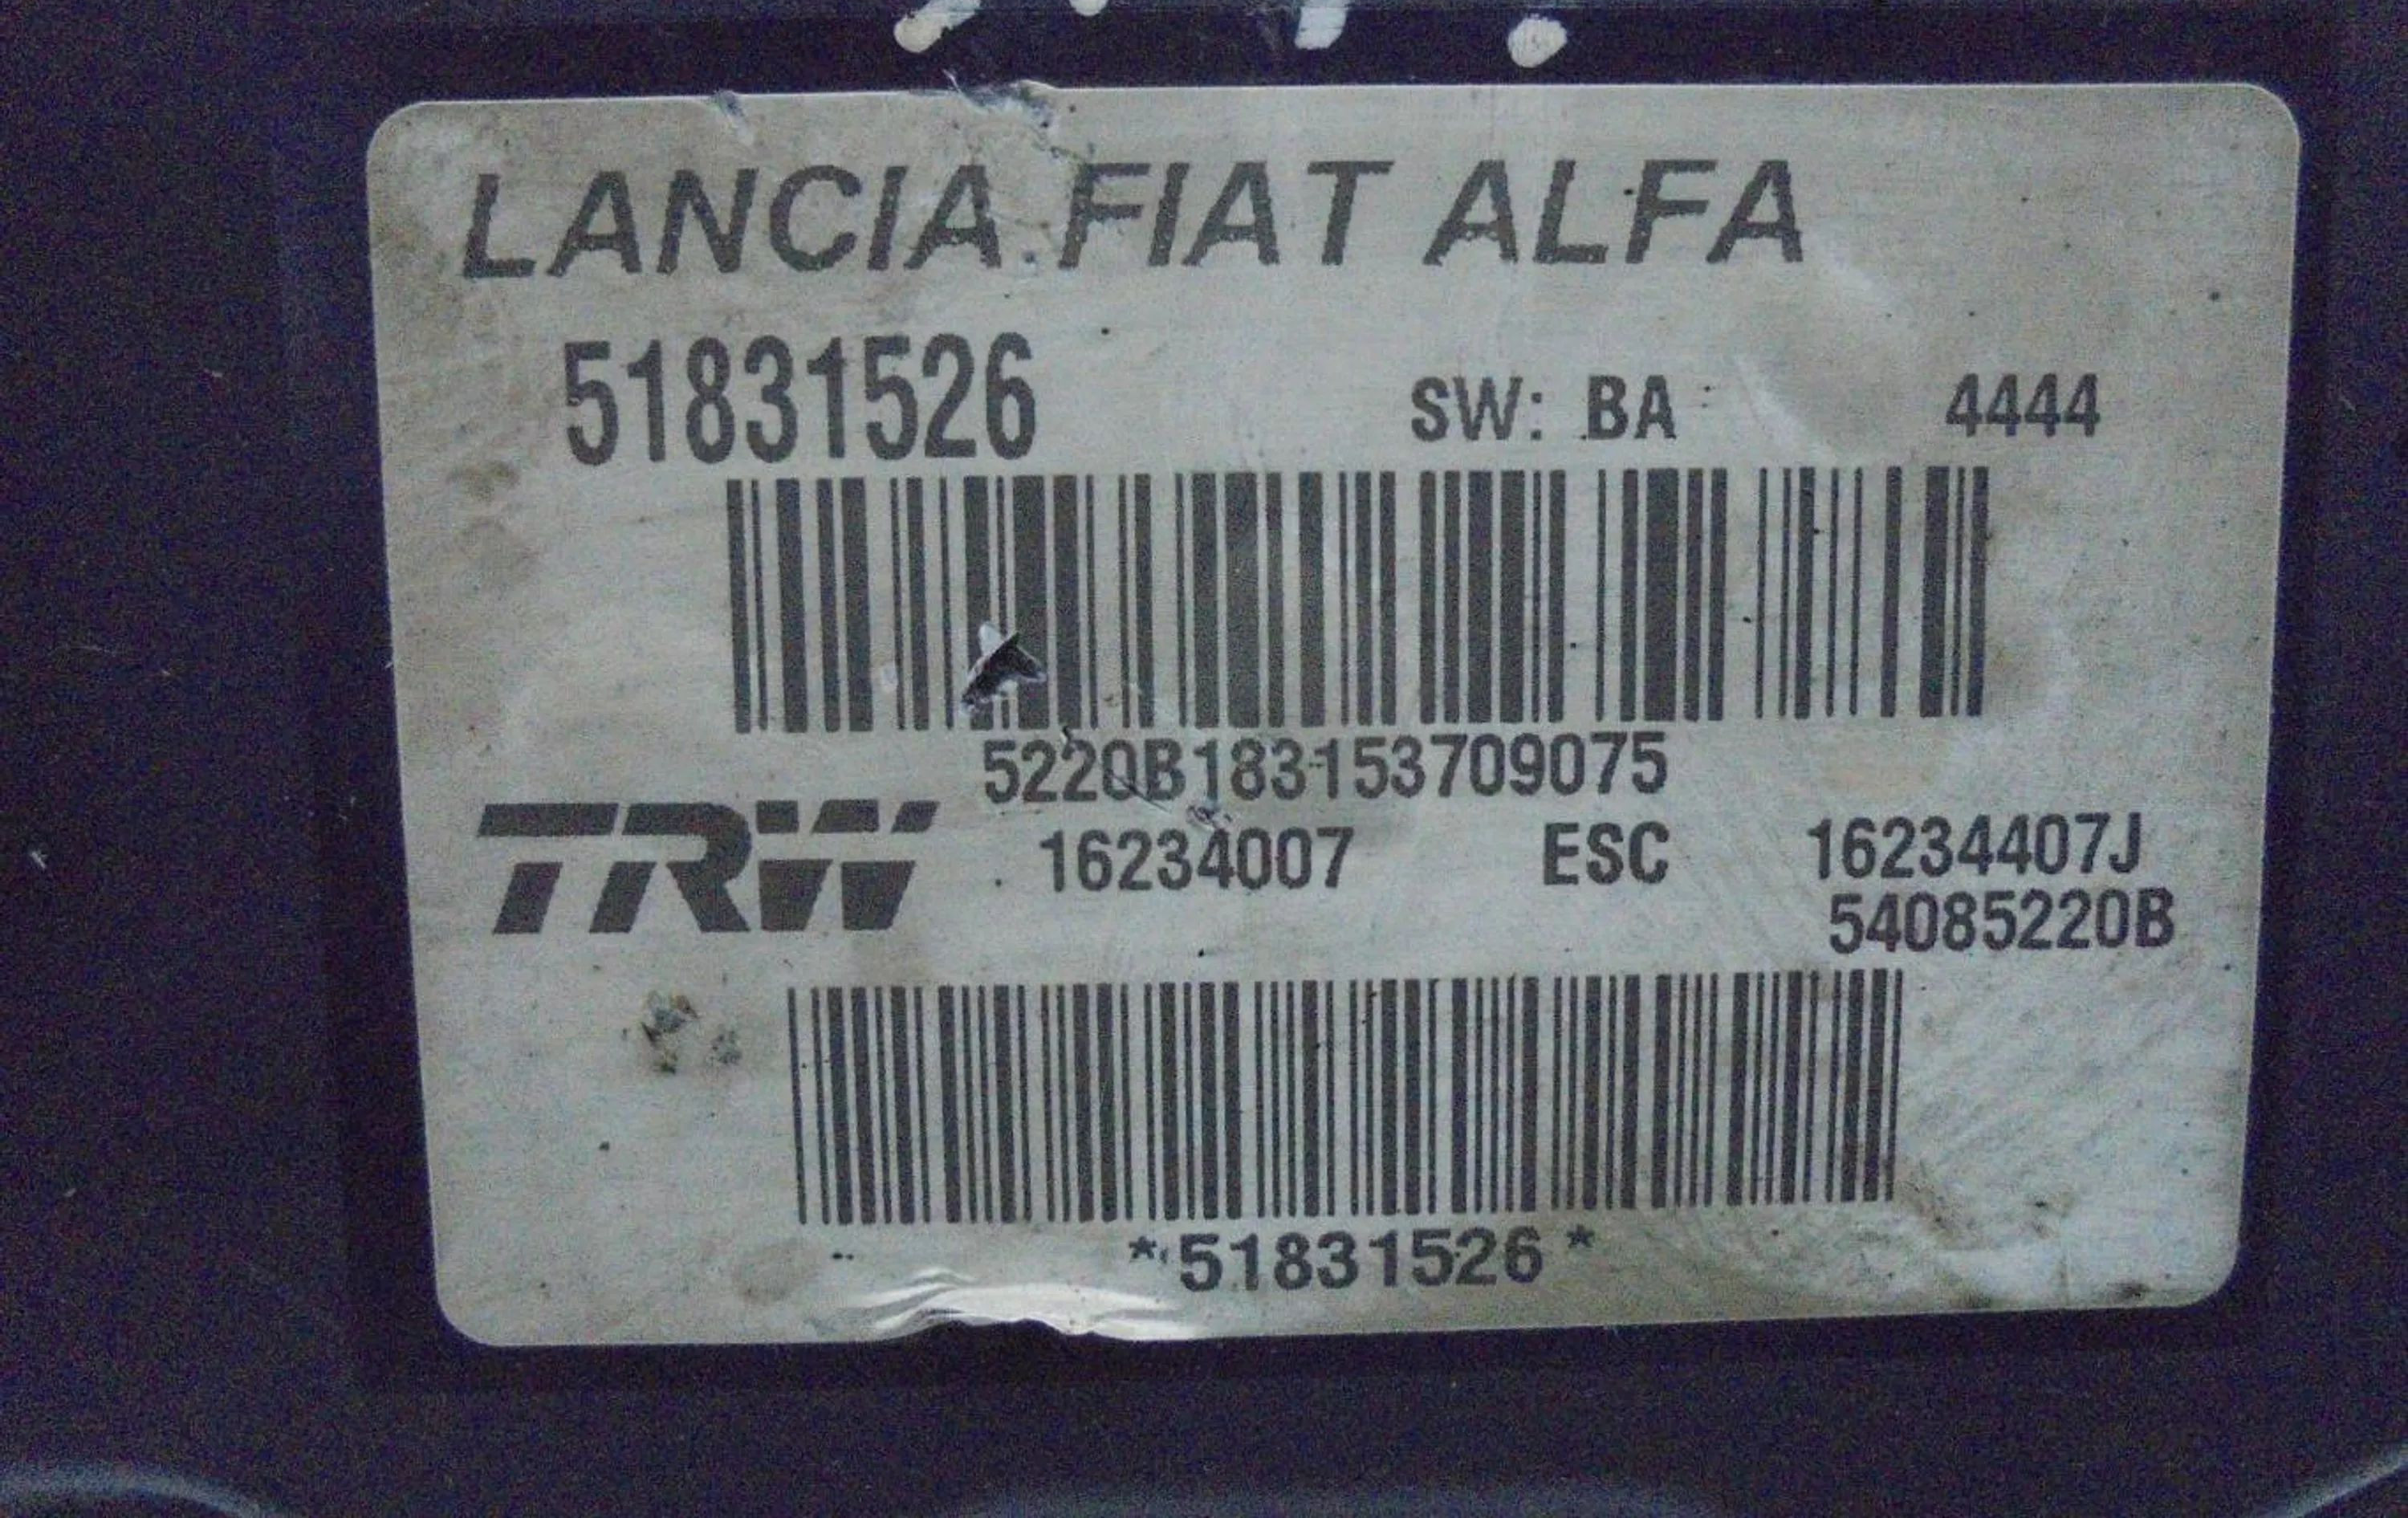 LANCIA FIAT ALFA
51831526 SW: BA 4444
5220B183153709075
TRW 16234007 ESC 16234407J
54085220B
*51831526*